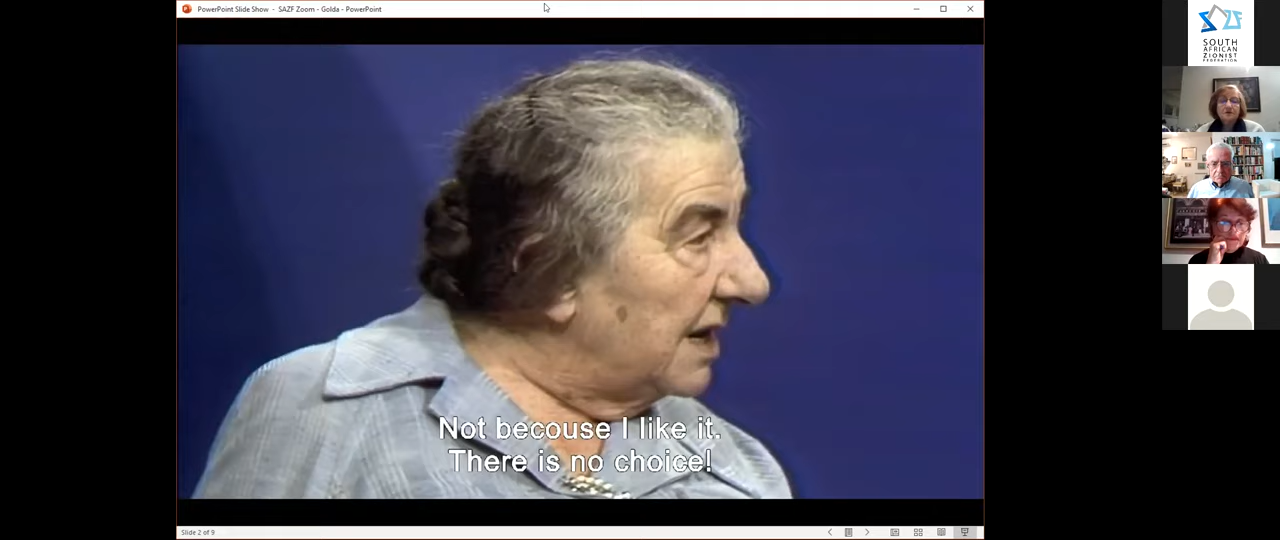 PowerPoint Slide Show - SAZF Zoom - Golda - PowerPoint
Not becouse I like it.
There is no choice!
Slide 2 of 9
SOUTH
AFRICAN
ZIONIST
FEDERATION